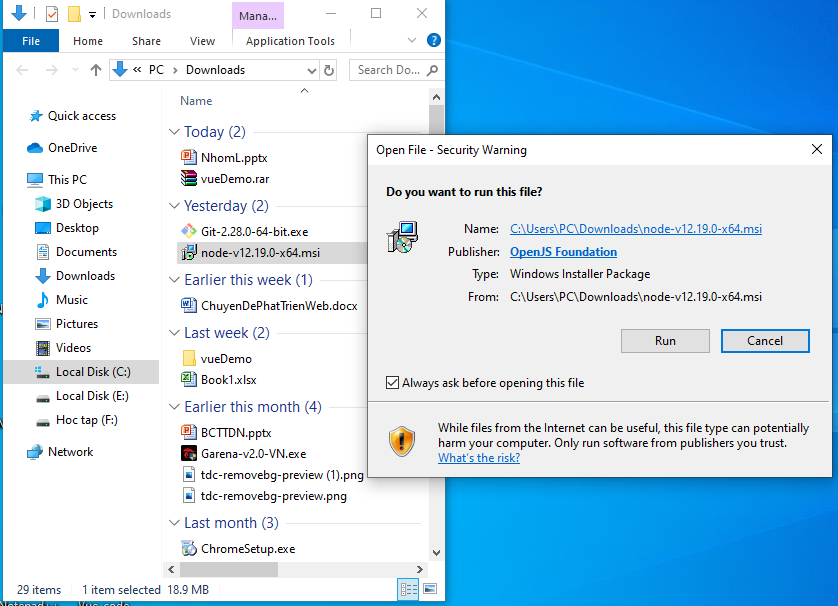 Downloads
Mana...
File
Home
Share
View
Application Tools
« PC > Downloads
Search Do...
Name
Quick access
OneDrive
This PC
3D Objects
Desktop
Documents
Downloads
Music
Pictures
Videos
Local Disk (C:)
Local Disk (E:)
Hoc tap (F:)
Network
Today (2)
NhomL.pptx
vueDemo.rar
Yesterday (2)
Git-2.28.0-64-bit.exe
node-v12.19.0-x64.msi
Earlier this week (1)
ChuyenDePhatTrienWeb.docx
Last week (2)
vueDemo
Book1.xlsx
Earlier this month (4)
BCTTDN.pptx
Garena-v2.0-VN.exe
tdc-removebg-preview (1).png
tdc-removebg-preview.png
Last month (3)
ChromeSetup.exe
29 items
1 item selected 18.9 MB
Open File - Security Warning
Do you want to run this file?
Name: C:\Users\PC\Downloads\node-v12.19.0-x64.msi
Publisher: OpenJS Foundation
Type: Windows Installer Package
From: C:\Users\PC\Downloads\node-v12.19.0-x64.msi
Run
Cancel
Always ask before opening this file
While files from the Internet can be useful, this file type can potentially
harm your computer. Only run software from publishers you trust.
What's the risk?